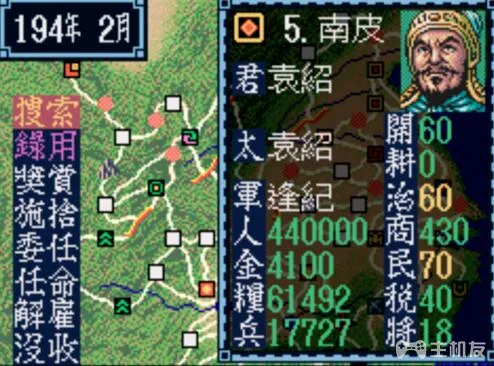 194年 2月
搜索
錄用
獎賞
施捨
委任
任命
解雇
沒收
5.南皮
君 袁紹
太 袁紹
軍 逢紀
人 440000
金 4100
糧 61492
兵 17727
開 60
耕 0
治 60
商 430
民 70
税 40
將 18
主机友